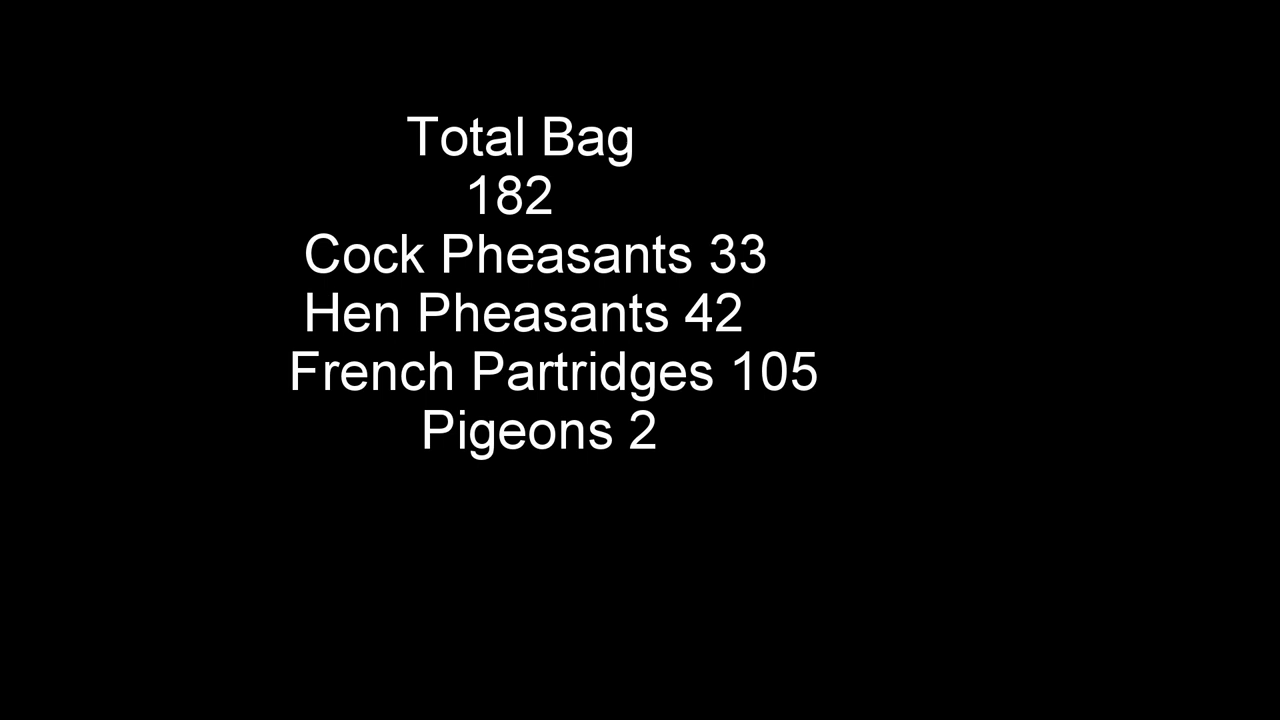 Total Bag
182
Cock Pheasants 33
Hen Pheasants 42
French Partridges 105
Pigeons 2